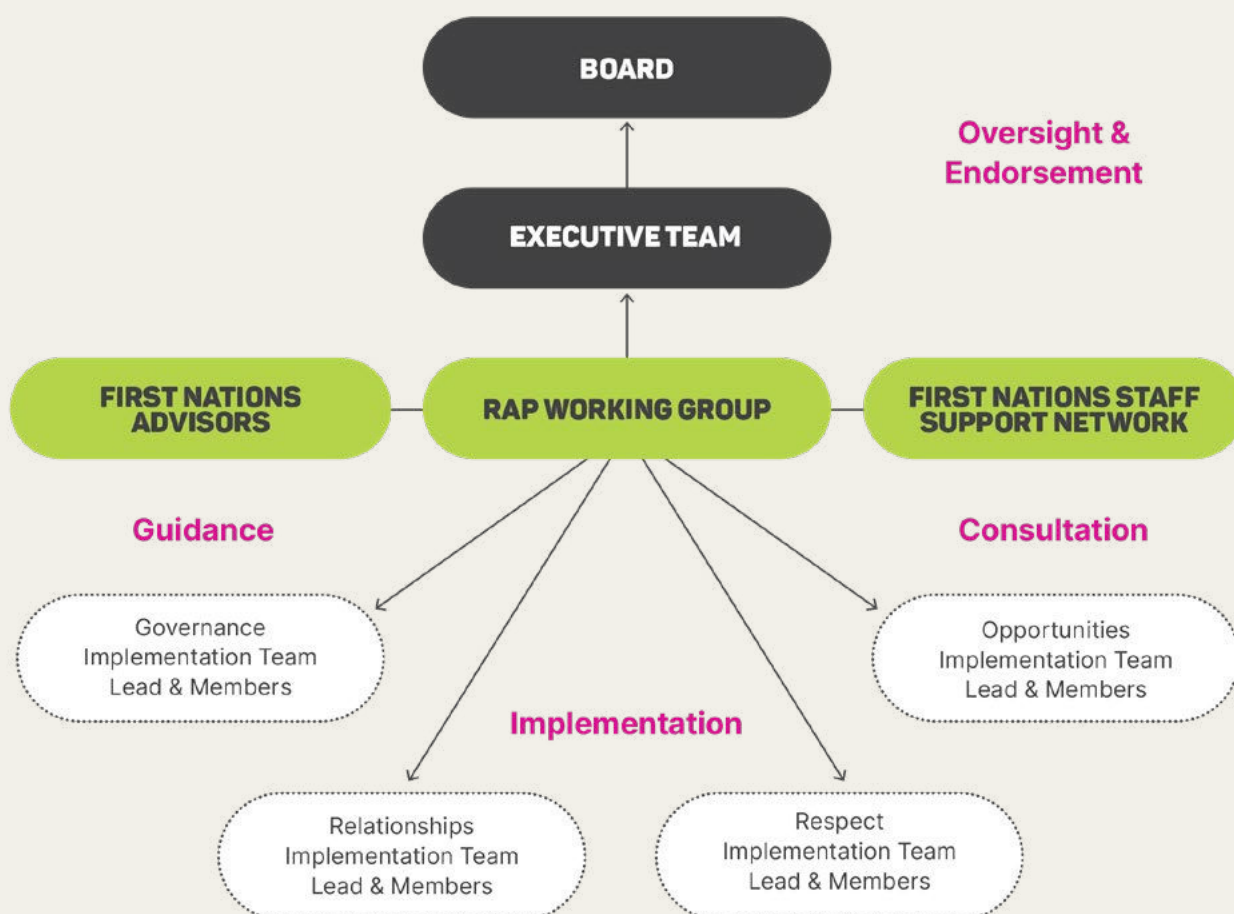 BOARD
Oversight &
Endorsement
EXECUTIVE TEAM
FIRST NATIONS
ADVISORS
RAP WORKING GROUP
FIRST NATIONS STAFF
SUPPORT NETWORK
Guidance
Consultation
Governance
Implementation Team
Lead & Members
Opportunities
Implementation Team
Lead & Members
Implementation
Relationships
Implementation Team
Lead & Members
Respect
Implementation Team
Lead & Members